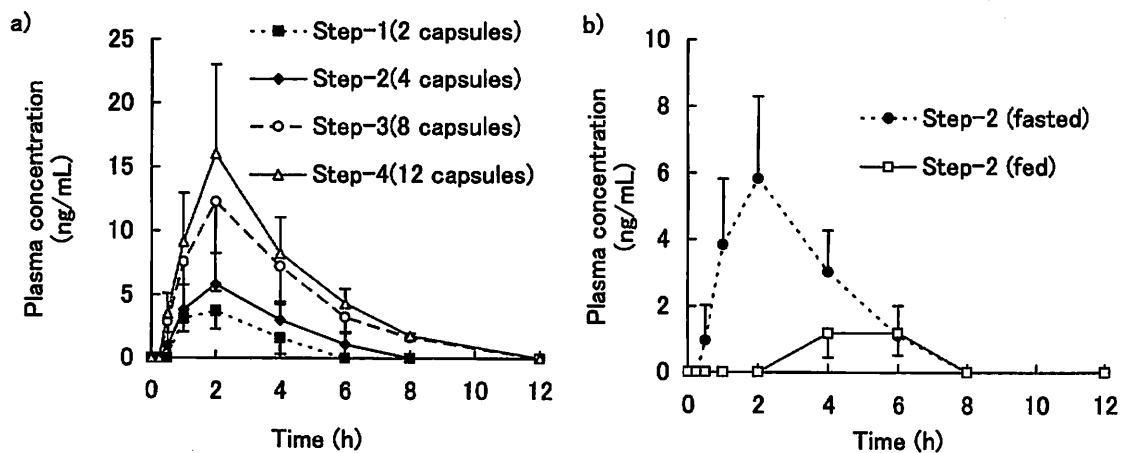 a)
25
20
15
10
5
0
0 2 4 6 8 10 12
Plasma concentration
(ng/mL)
Time (h)
Step-1(2 capsules)
Step-2(4 capsules)
Step-3(8 capsules)
Step-4(12 capsules)
b)
10
8
6
4
2
0
0 2 4 6 8 10 12
Plasma concentration
(ng/mL)
Time (h)
Step-2 (fasted)
Step-2 (fed)